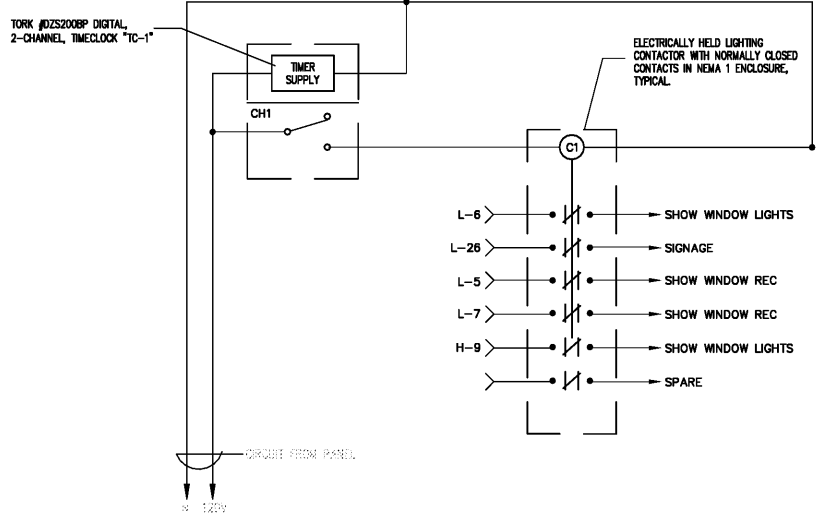 TORK #DZS200BP DIGITAL,
2-CHANNEL, TIMECLOCK "TC-1"
TIMER
SUPPLY
ELECTRICALLY HELD LIGHTING
CONTACTOR WITH NORMALLY CLOSED
CONTACTS IN NEMA 1 ENCLOSURE,
TYPICAL.
CH1
C1
L-6 SHOW WINDOW LIGHTS
L-26 SIGNAGE
L-5 SHOW WINDOW REC
L-7 SHOW WINDOW REC
H-9 SHOW WINDOW LIGHTS
SPARE
CIRCUIT FROM PANEL
N 120V